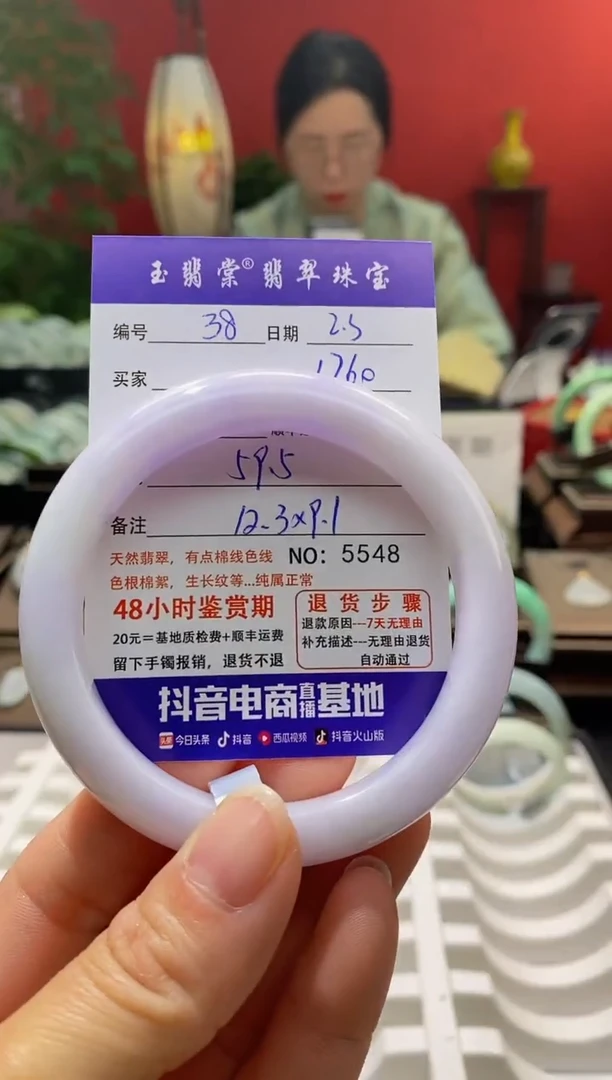 玉翡棠®翡翠珠宝
编号 38 日期 2.5
买家 1760
59.5
备注 12.3x9.1
天然翡翠，有点棉线色线 NO: 5548
色根棉絮，生长纹等...纯属正常
48小时鉴赏期
20元=基地质检费+顺丰运费
留下手镯报销，退货不退
退货步骤
退款原因---7天无理由
补充描述---无理由退货
自动通过
抖音电商直播基地
头条 今日头条 抖音 西瓜视频 抖音火山版